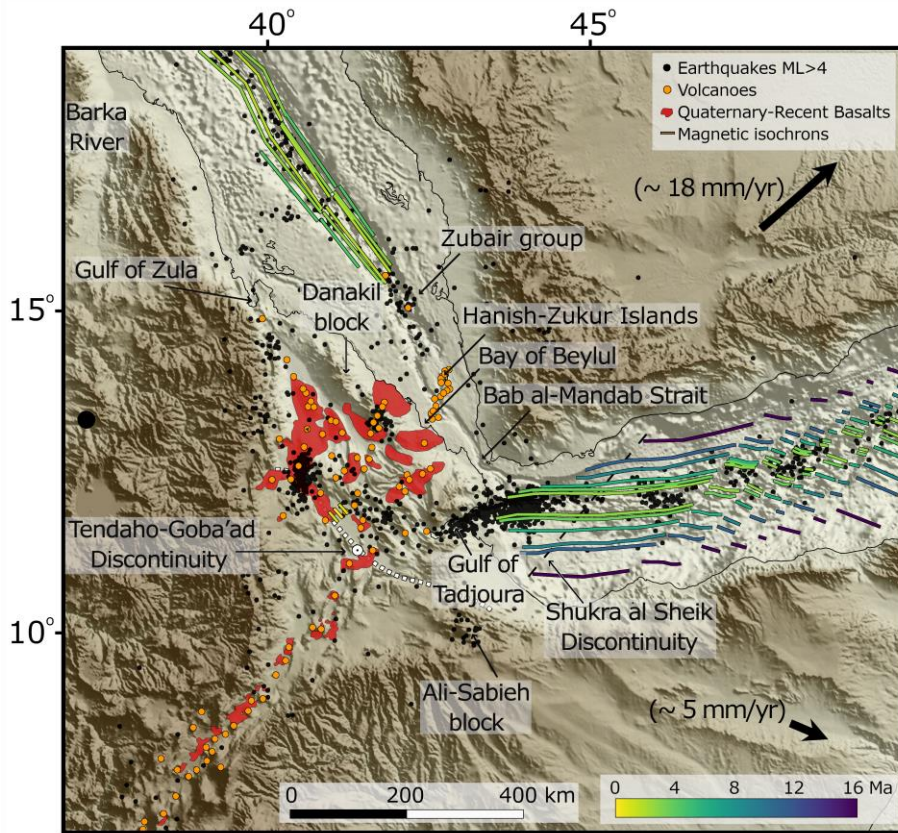 40°
45°
Earthquakes ML>4
Volcanoes
Quaternary-Recent Basalts
Magnetic isochrons
Barka
River
(~ 18 mm/yr)
Zubair group
Gulf of Zula
Danakil
block
15°
Hanish-Zukur Islands
Bay of Beylul
Bab al-Mandab Strait
Tendaho-Goba’ad
Discontinuity
Gulf of
Tadjoura
Shukra al Sheik
Discontinuity
10°
Ali-Sabieh
block
(~ 5 mm/yr)
0 200 400 km
0 4 8 12 16 Ma